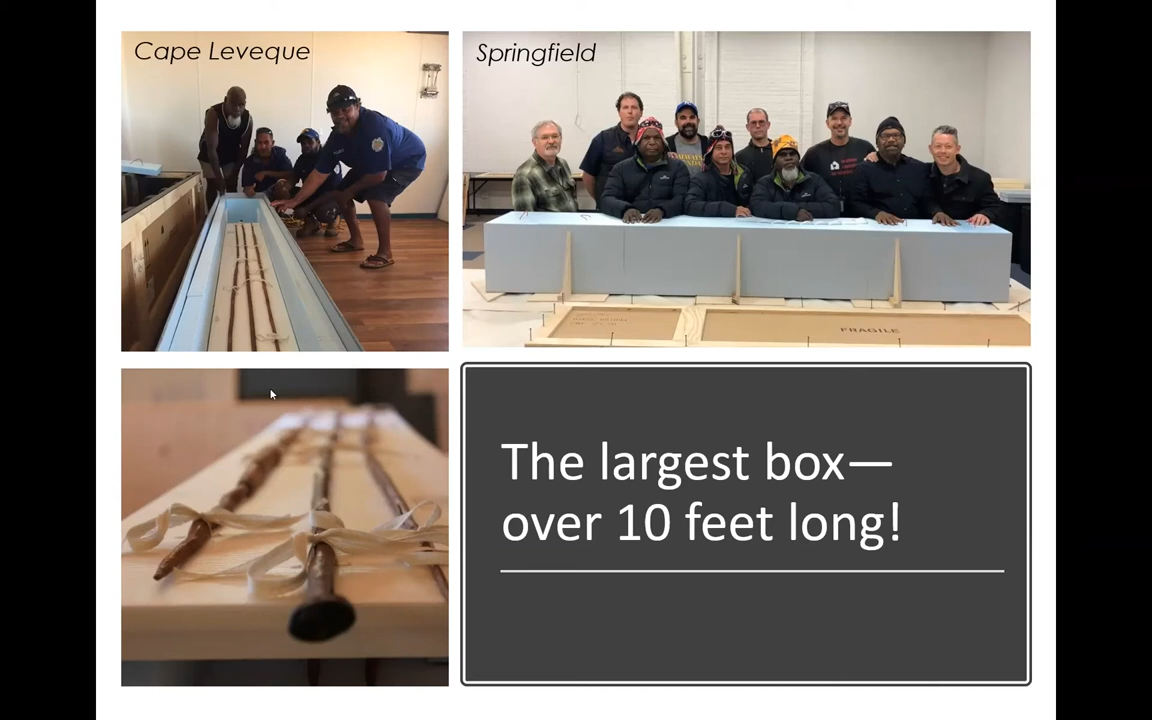 Cape Leveque
Springfield
FRAGILE
The largest box—
over 10 feet long!